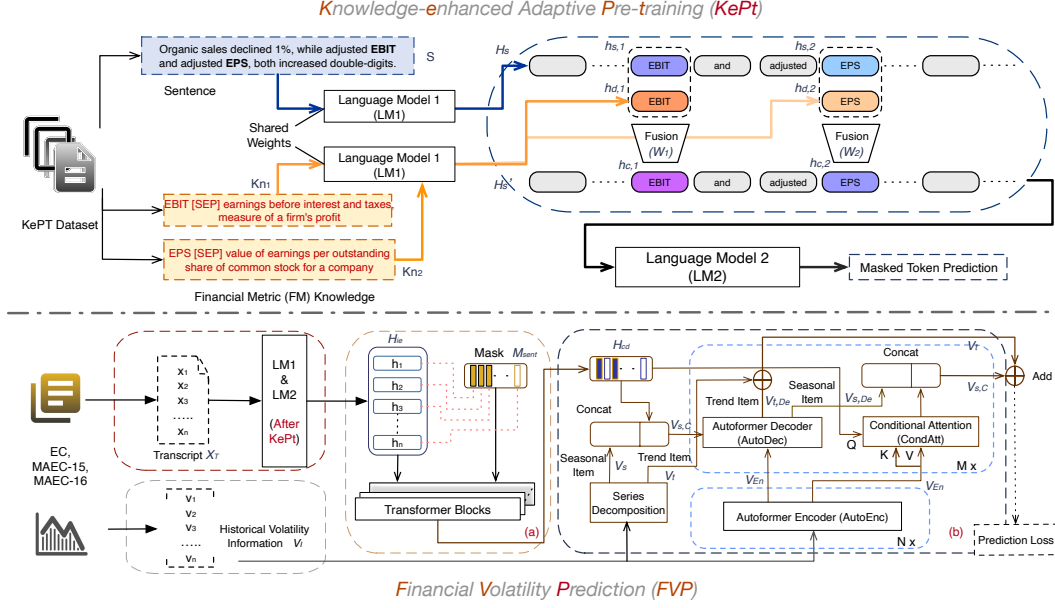 Knowledge-enhanced Adaptive Pre-training (KePt)
Organic sales declined 1%, while adjusted EBIT
and adjusted EPS, both increased double-digits.
S
Sentence
Language Model 1
(LM1)
Shared
Weights
Language Model 1
(LM1)
Kn1
EBIT [SEP] earnings before interest and taxes,
measure of a firm's profit
KePT Dataset
EPS [SEP] value of earnings per outstanding
share of common stock for a company
Kn2
Financial Metric (FM) Knowledge
Hs
hs,1
hs,2
EBIT
and
adjusted
EPS
hd,1
hd,2
EBIT
EPS
Fusion
(W1)
Fusion
(W2)
hc,1
hc,2
Hs'
EBIT
and
adjusted
EPS
Language Model 2
(LM2)
Masked Token Prediction
EC,
MAEC-15,
MAEC-16
x1
x2
x3
.....
xn
Transcript XT
LM1
&
LM2
(After
KePt)
v1
v2
v3
.....
vn
Historical Volatility
Information Vi
Hie
h1
h2
h3
hn
Mask
Msent
Transformer Blocks
(a)
Hcd
Concat
Vs,C
Seasonal
Item
Vs
Trend Item
Vt
Series
Decomposition
Trend Item
Vt,De
Seasonal
Item
Vs,De
Autoformer Decoder
(AutoDec)
Concat
Conditional Attention
(CondAtt)
Q
K
V
M x
VEn
VEn
Autoformer Encoder (AutoEnc)
N x
(b)
VT
Vs,C
Add
Prediction Loss
Financial Volatility Prediction (FVP)